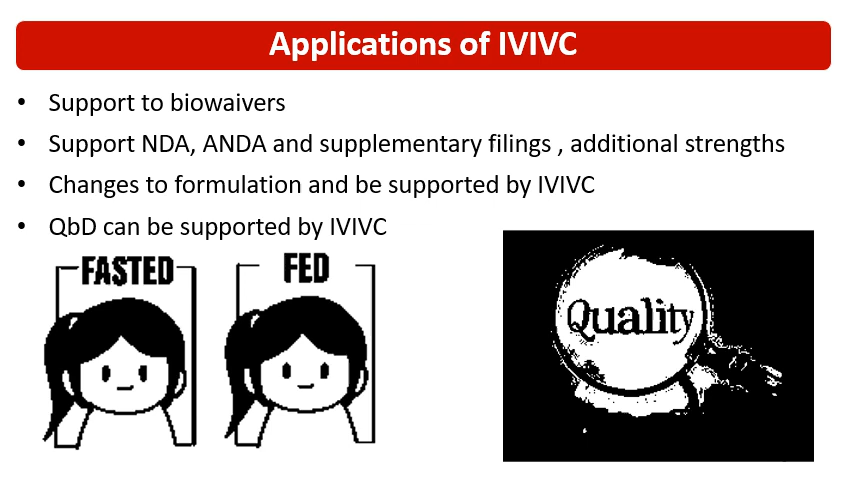 Applications of IVIVC
• Support to biowaivers
• Support NDA, ANDA and supplementary filings , additional strengths
• Changes to formulation and be supported by IVIVC
• QbD can be supported by IVIVC
FASTED
FED
Quality